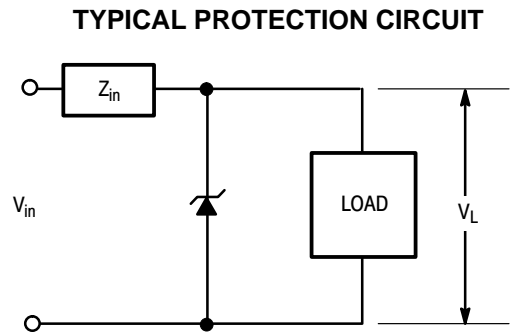 TYPICAL PROTECTION CIRCUIT
Zin
Vin
LOAD
VL